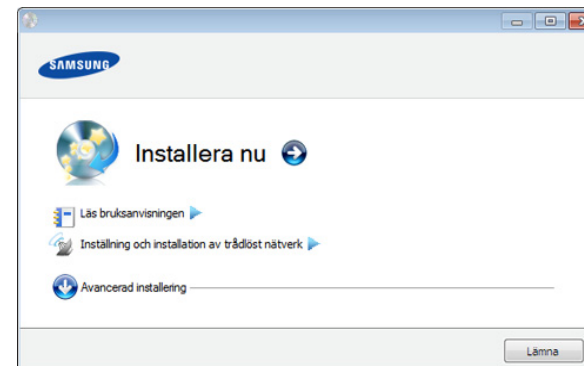 SAMSUNG
Installera nu
Läs bruksanvisningen
Inställning och installation av trådlöst nätverk
Avancerad installering
Lämna